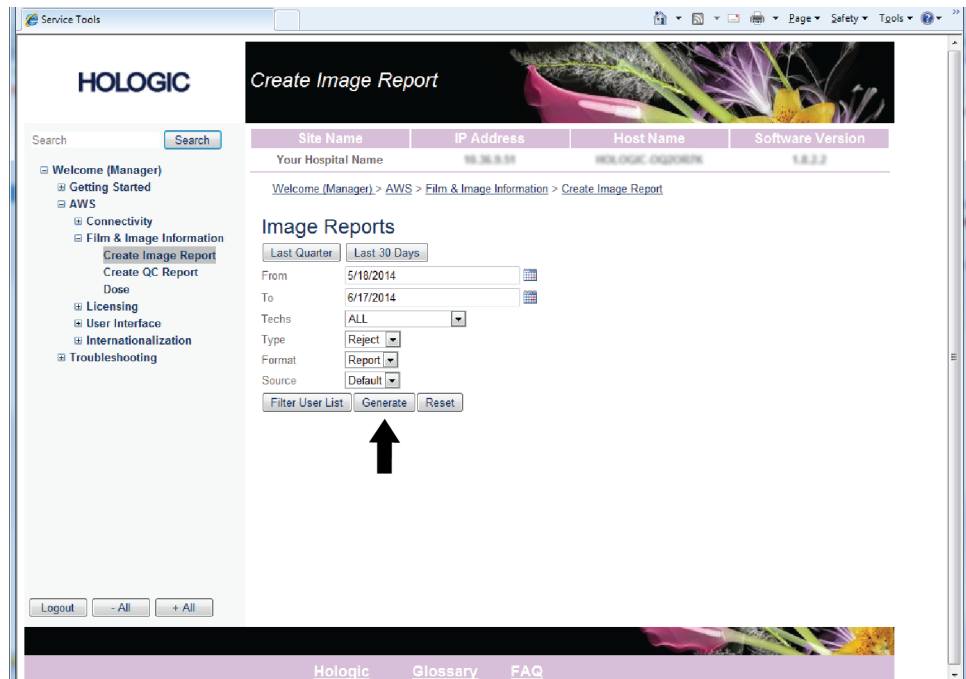 Service Tools
Page Safety Tools
HOLOGIC
Create Image Report
Search Search
Site Name IP Address Host Name Software Version
Your Hospital Name 1.8.2.2
Welcome (Manager) > AWS > Film & Image Information > Create Image Report
Welcome (Manager)
Getting Started
AWS
Connectivity
Film & Image Information
Create Image Report
Create QC Report
Dose
Licensing
User Interface
Internationalization
Troubleshooting
Image Reports
Last Quarter Last 30 Days
From 5/18/2014
To 6/17/2014
Techs ALL
Type Reject
Format Report
Source Default
Filter User List Generate Reset
Logout - All + All
Hologic Glossary FAQ